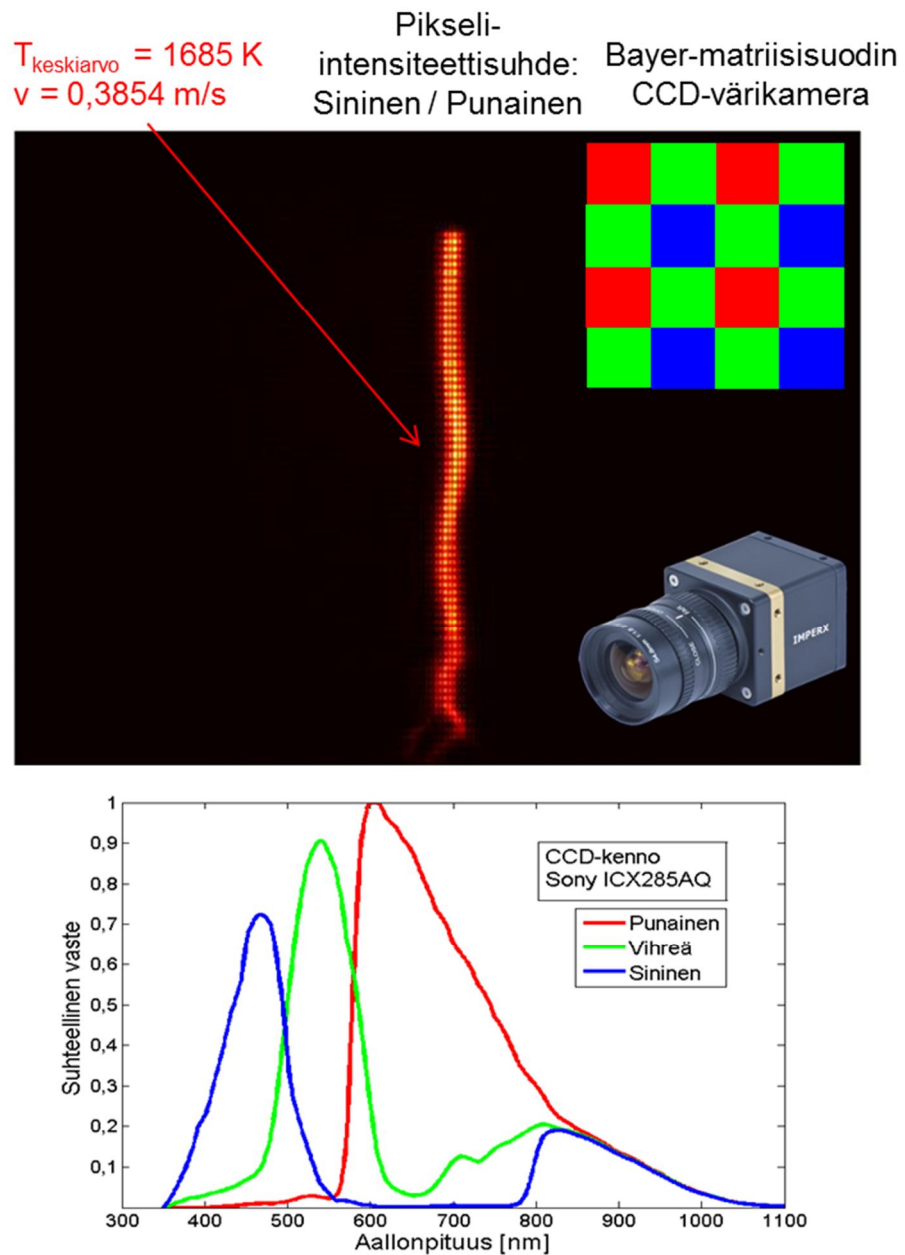 T keskiarvo = 1685 K
v = 0,3854 m/s
Pikseli-
intensiteettisuhde:
Sininen / Punainen
Bayer-matriisisuodin
CCD-värikamera
IMPERX
CLOSE
CCD-kenno
Sony ICX285AQ
Punainen
Vihreä
Sininen
Suhteellinen vaste
1
0,9
0,8
0,7
0,6
0,5
0,4
0,3
0,2
0,1
300 400 500 600 700 800 900 1000 1100
Aallonpituus [nm]